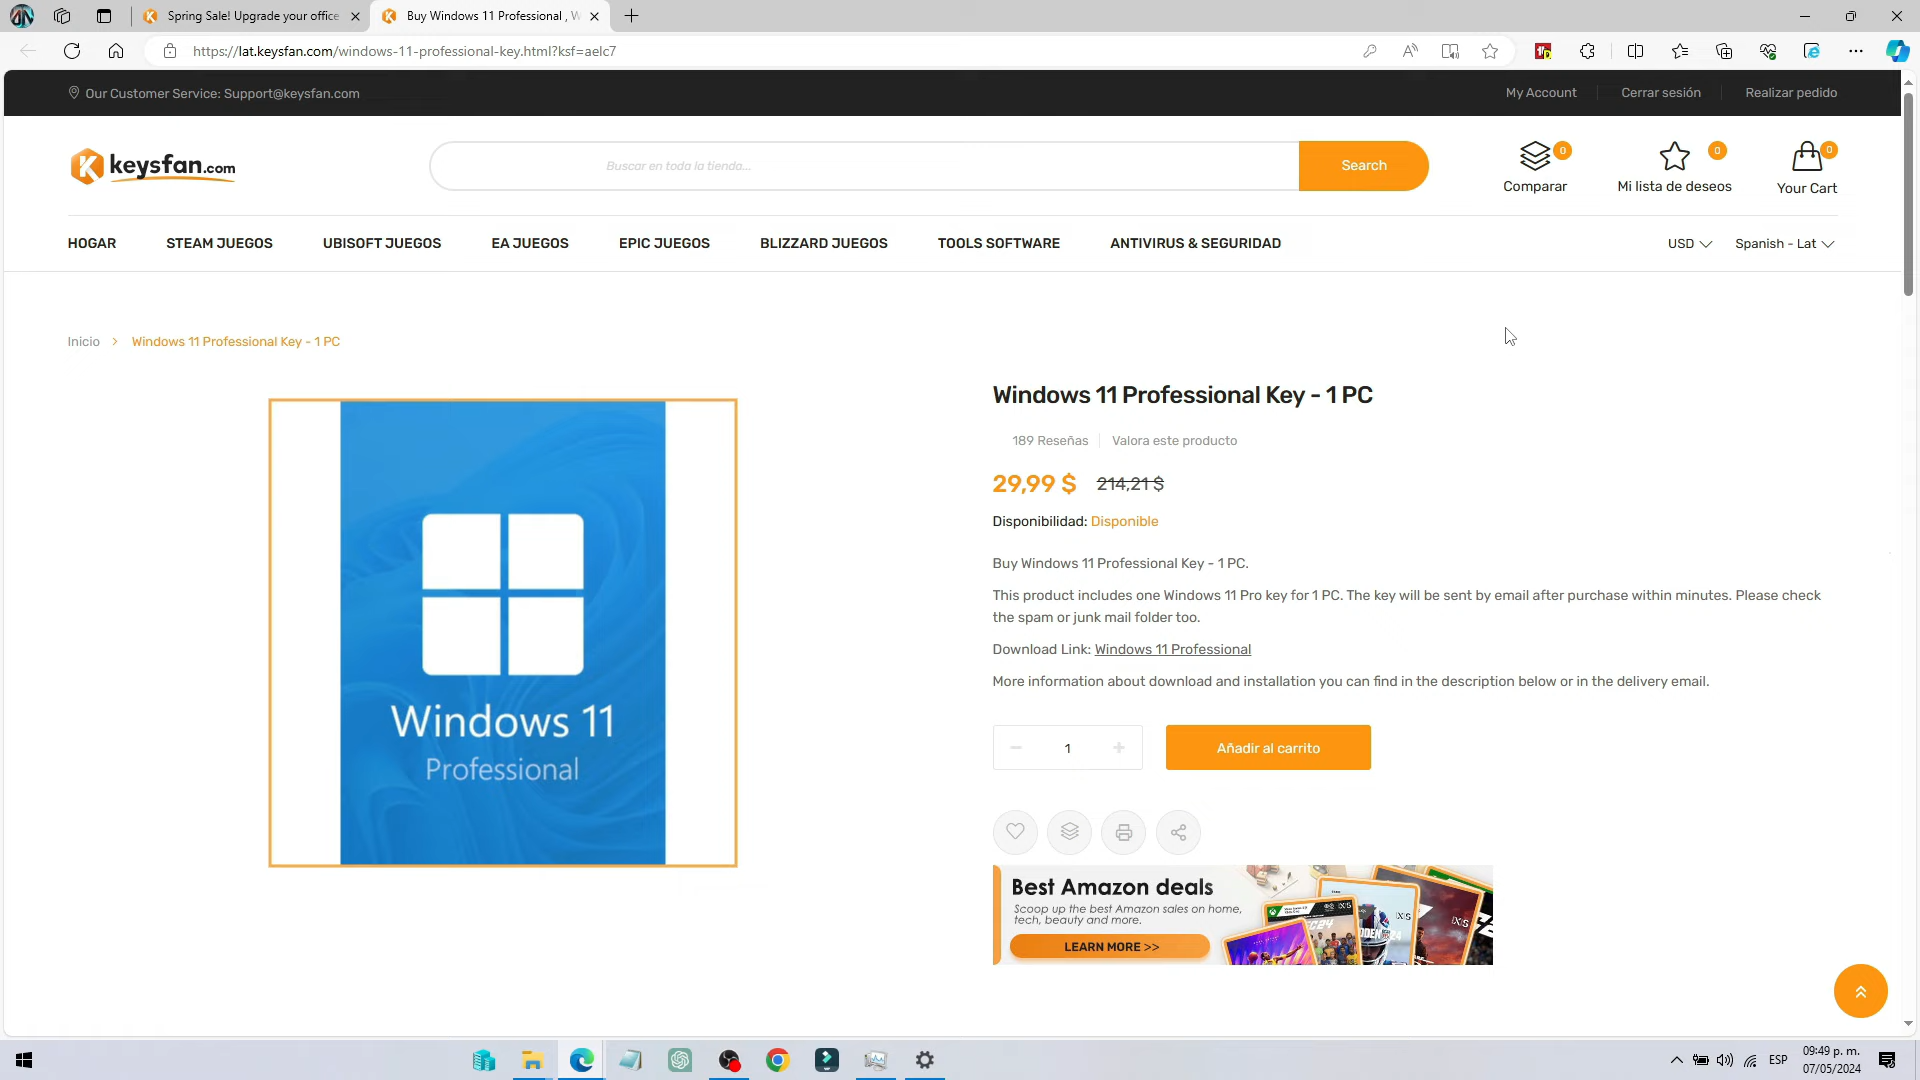 Spring Sale! Upgrade your office
Buy Windows 11 Professional , W
https://lat.keysfan.com/windows-11-professional-key.html?ksf=aelc7
Our Customer Service: Support@keysfan.com
My Account
Cerrar sesión
Realizar pedido
keysfan.com
Buscar en toda la tienda...
Search
0
Comparar
0
Mi lista de deseos
0
Your Cart
HOGAR
STEAM JUEGOS
UBISOFT JUEGOS
EA JUEGOS
EPIC JUEGOS
BLIZZARD JUEGOS
TOOLS SOFTWARE
ANTIVIRUS & SEGURIDAD
USD
Spanish - Lat
Inicio > Windows 11 Professional Key - 1 PC
Windows 11
Professional
Windows 11 Professional Key - 1 PC
189 Reseñas
Valora este producto
29,99 $ 214,21 $
Disponibilidad: Disponible
Buy Windows 11 Professional Key - 1 PC.
This product includes one Windows 11 Pro key for 1 PC. The key will be sent by email after purchase within minutes. Please check
the spam or junk mail folder too.
Download Link: Windows 11 Professional
More information about download and installation you can find in the description below or in the delivery email.
1
Añadir al carrito
Best Amazon deals
Scoop up the best Amazon sales on home,
tech, beauty and more.
LEARN MORE >>
ESP
09:49 p. m.
07/05/2024